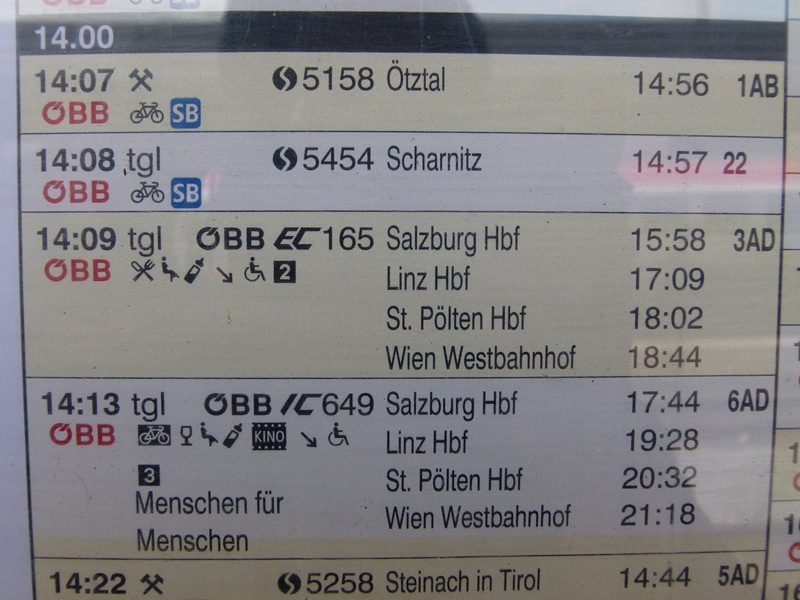 14.00
14:07 S 5158 Ötztal 14:56 1AB
ÖBB SB
14:08 tgl S 5454 Scharnitz 14:57 22
ÖBB SB
14:09 tgl ÖBB EC 165 Salzburg Hbf 15:58 3AD
ÖBB 2 Linz Hbf 17:09
St. Pölten Hbf 18:02
Wien Westbahnhof 18:44
14:13 tgl ÖBB IC 649 Salzburg Hbf 17:44 6AD
ÖBB KINO Linz Hbf 19:28
3 St. Pölten Hbf 20:32
Menschen für Wien Westbahnhof 21:18
Menschen
14:22 S 5258 Steinach in Tirol 14:44 5AD